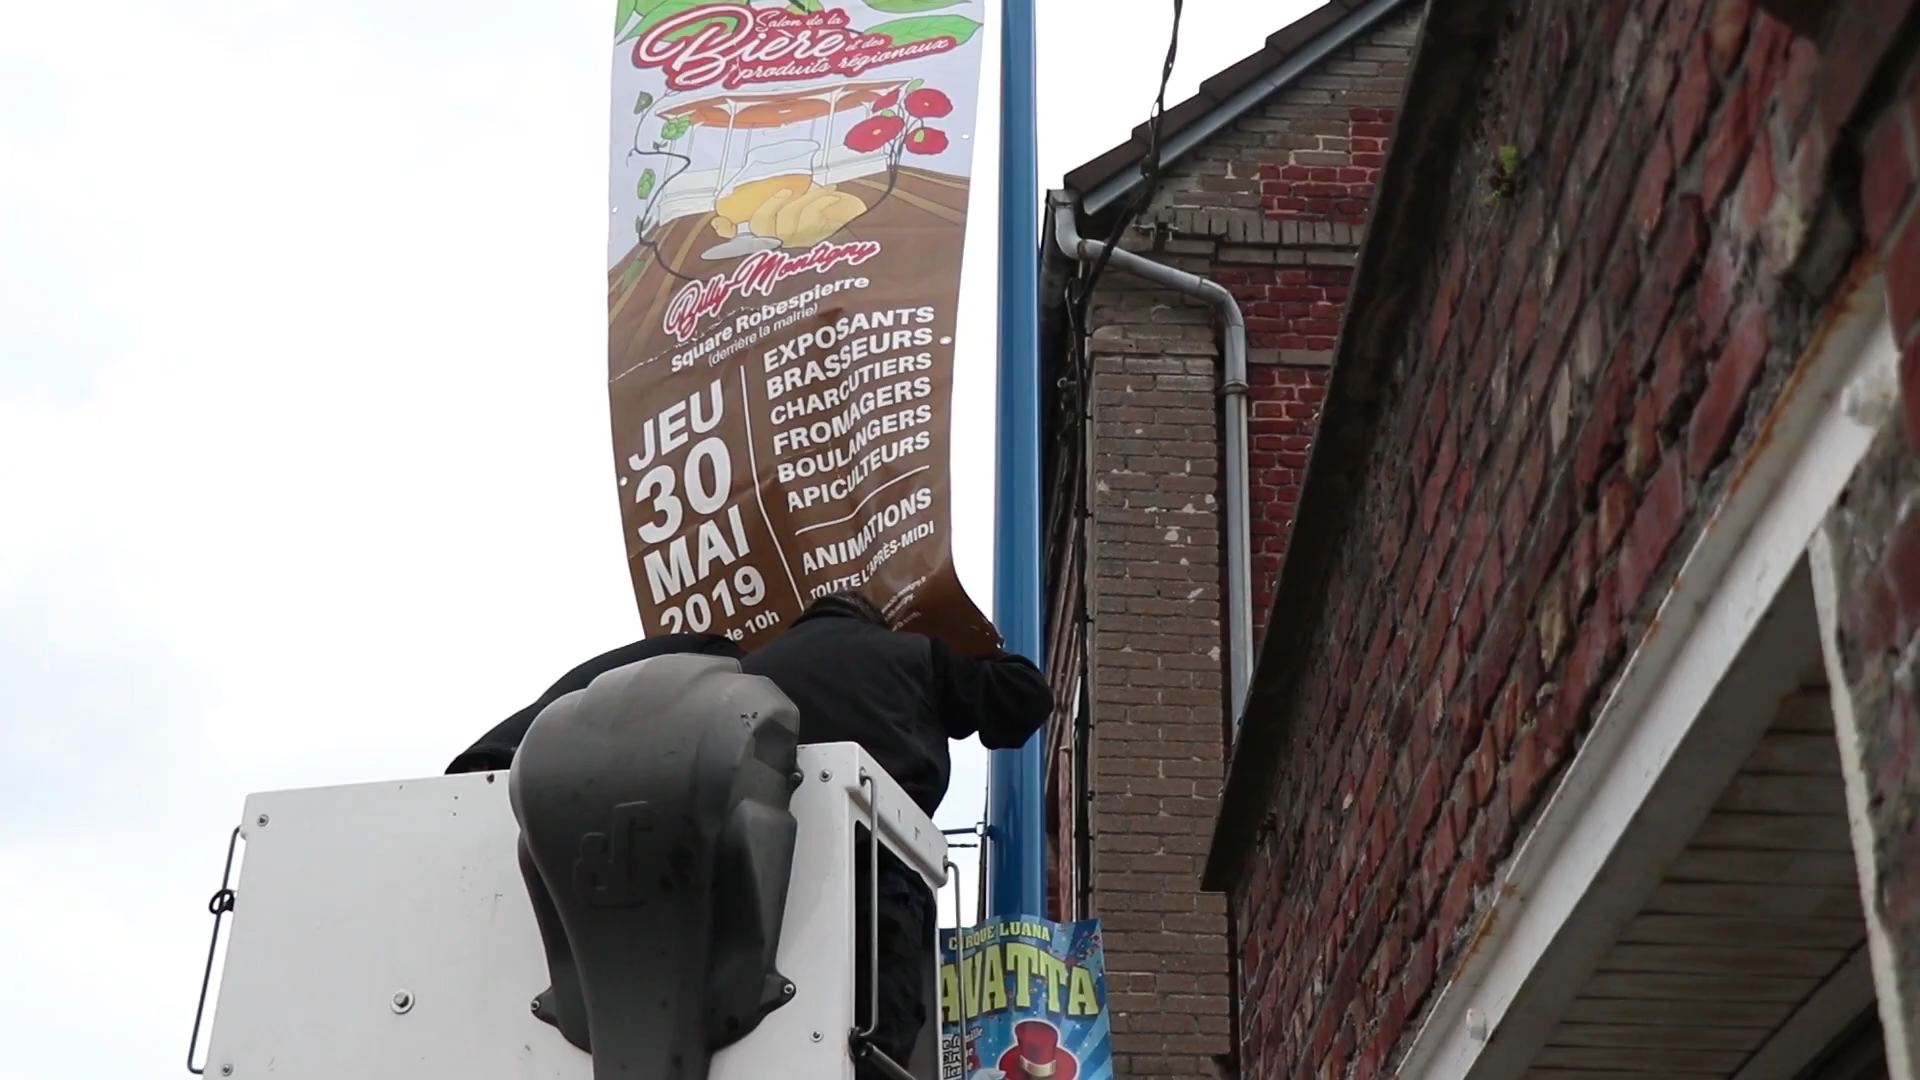 Salon de la
Bière et des
produits régionaux
Billy-Montigny
Square Robespierre
(derrière la mairie)
JEU
30
MAI
2019
de 10h
EXPOSANTS
BRASSEURS
CHARCUTIERS
FROMAGERS
BOULANGERS
APICULTEURS
ANIMATIONS
TOUTE L'APRÈS-MIDI
CIRQUE LUANA
AVATTA